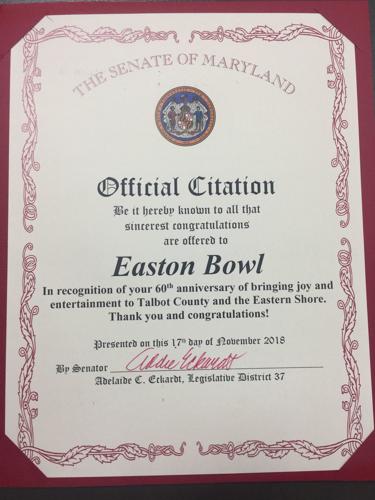 THE SENATE OF MARYLAND
Official Citation
Be it hereby known to all that
sincerest congratulations
are offered to
Easton Bowl
In recognition of your 60th anniversary of bringing joy and
entertainment to Talbot County and the Eastern Shore.
Thank you and congratulations!
Presented on this 17th day of November 2018
By Senator Addie Eckardt
Adelaide C. Eckardt, Legislative District 37